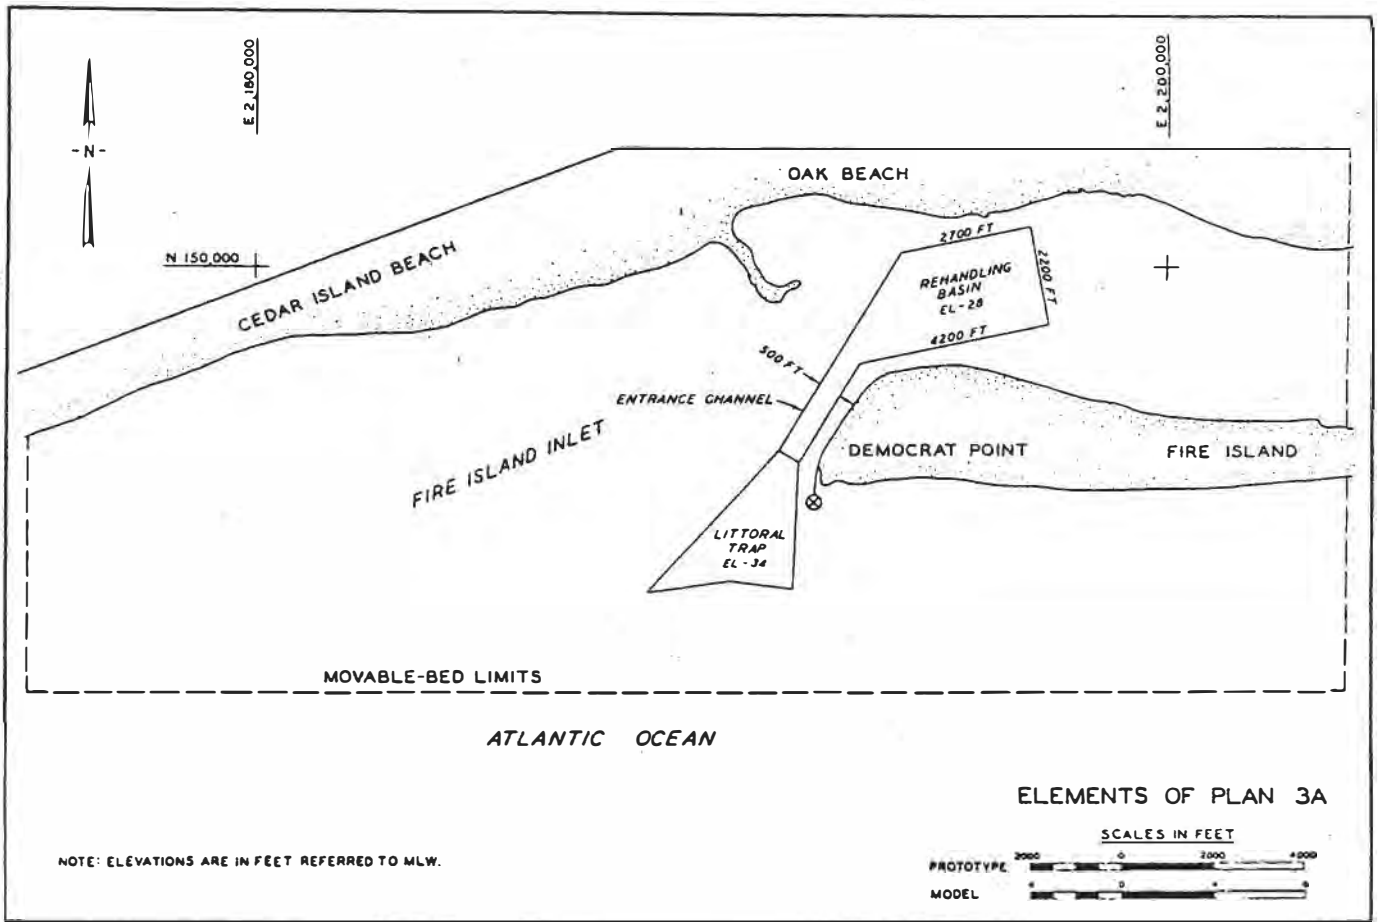 E 2,180,000
E 2,200,000
-N-
OAK BEACH
N 150,000
CEDAR ISLAND BEACH
2700 FT
2200 FT
REHANDLING
BASIN
EL-28
4200 FT
500 FT
ENTRANCE CHANNEL
FIRE ISLAND INLET
DEMOCRAT POINT
FIRE ISLAND
LITTORAL
TRAP
EL-34
MOVABLE-BED LIMITS
ATLANTIC OCEAN
ELEMENTS OF PLAN 3A
SCALES IN FEET
PROTOTYPE
2000 0 2000 4000
MODEL
0
NOTE: ELEVATIONS ARE IN FEET REFERRED TO MLW.